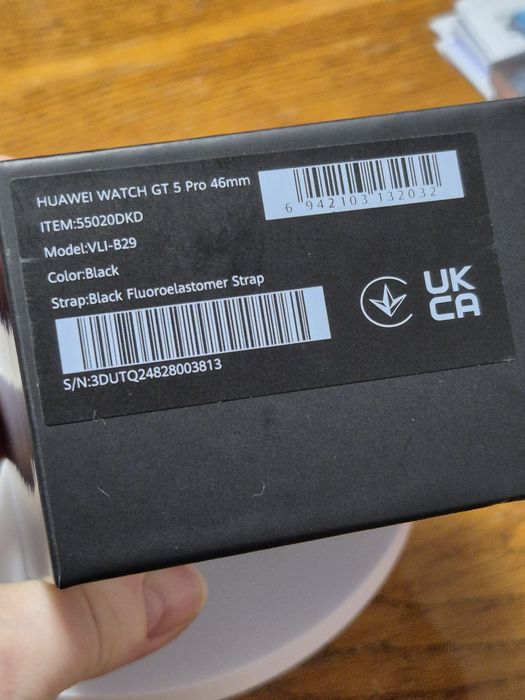 HUAWEI WATCH GT 5 Pro 46mm
ITEM:55020DKD
Model:VLI-B29
Color:Black
Strap:Black Fluoroelastomer Strap
S/N:3DUTQ24828003813
6 942103 132032
UK
CA